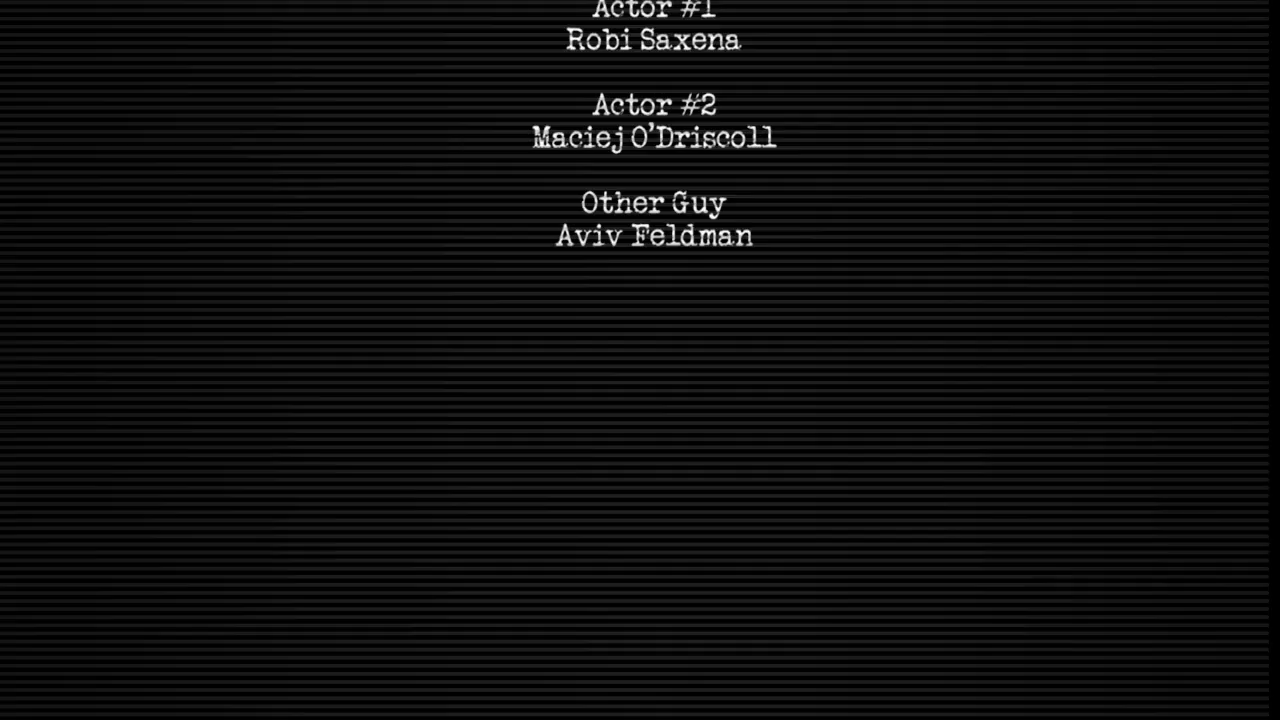 Actor #1
Robi Saxena
Actor #2
Maciej O'Driscoll
Other Guy
Aviv Feldman